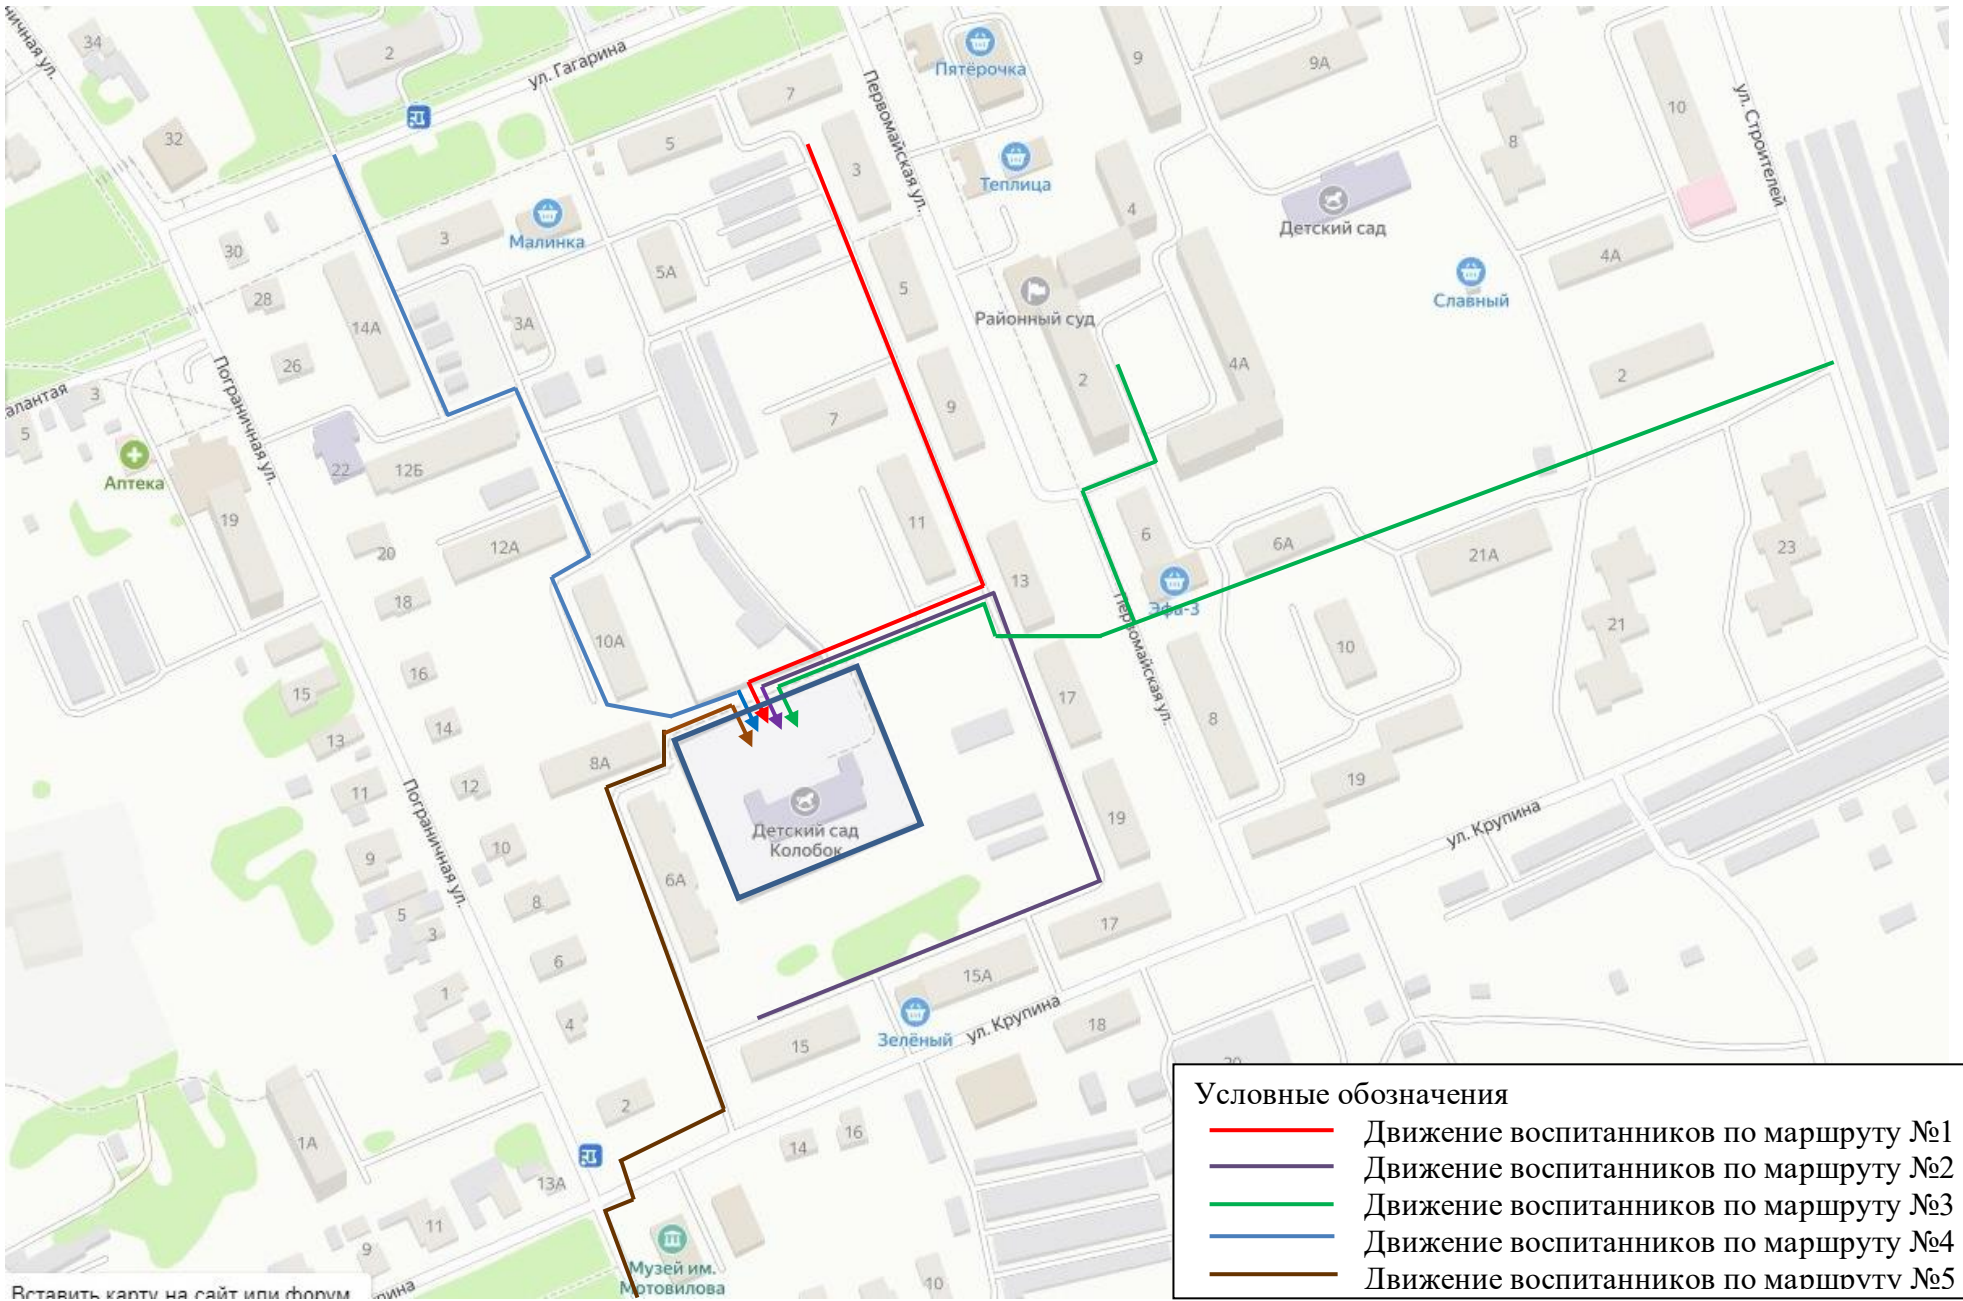 ничная ул.
34
2
ул. Гагарина
32
7
5
3
Первомайская ул.
Пятёрочка
9
9А
10
ул. Строителей
8
Теплица
4
Детский сад
30
3
Малинка
5А
28
14А
3А
26
5
Районный суд
4А
Славный
4А
2
2
алантая
3
5
Пограничная ул.
Аптека
22
12Б
7
9
19
20
12А
11
6
6А
21А
23
18
13
Эфа-3
Первомайская ул.
10А
10
21
16
15
14
13
17
8
8А
12
11
19
Пограничная ул.
Детский сад
Колобок
19
ул. Крупина
9
10
6А
8
5
3
17
6
15А
1
4
Зелёный
ул. Крупина
18
15
20
2
1А
14
16
13А
11
9
Музей им.
Мотовилова
10
пина
Вставить карту на сайт или форум
Условные обозначения
Движение воспитанников по маршруту №1
Движение воспитанников по маршруту №2
Движение воспитанников по маршруту №3
Движение воспитанников по маршруту №4
Движение воспитанников по маршруту №5